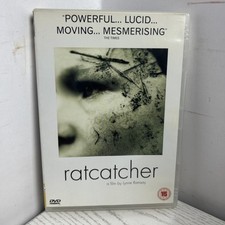 'POWERFUL... LUCID...
MOVING... MESMERISING'
THE TIMES
ratcatcher
a film by Lynne Ramsay
DVD
15